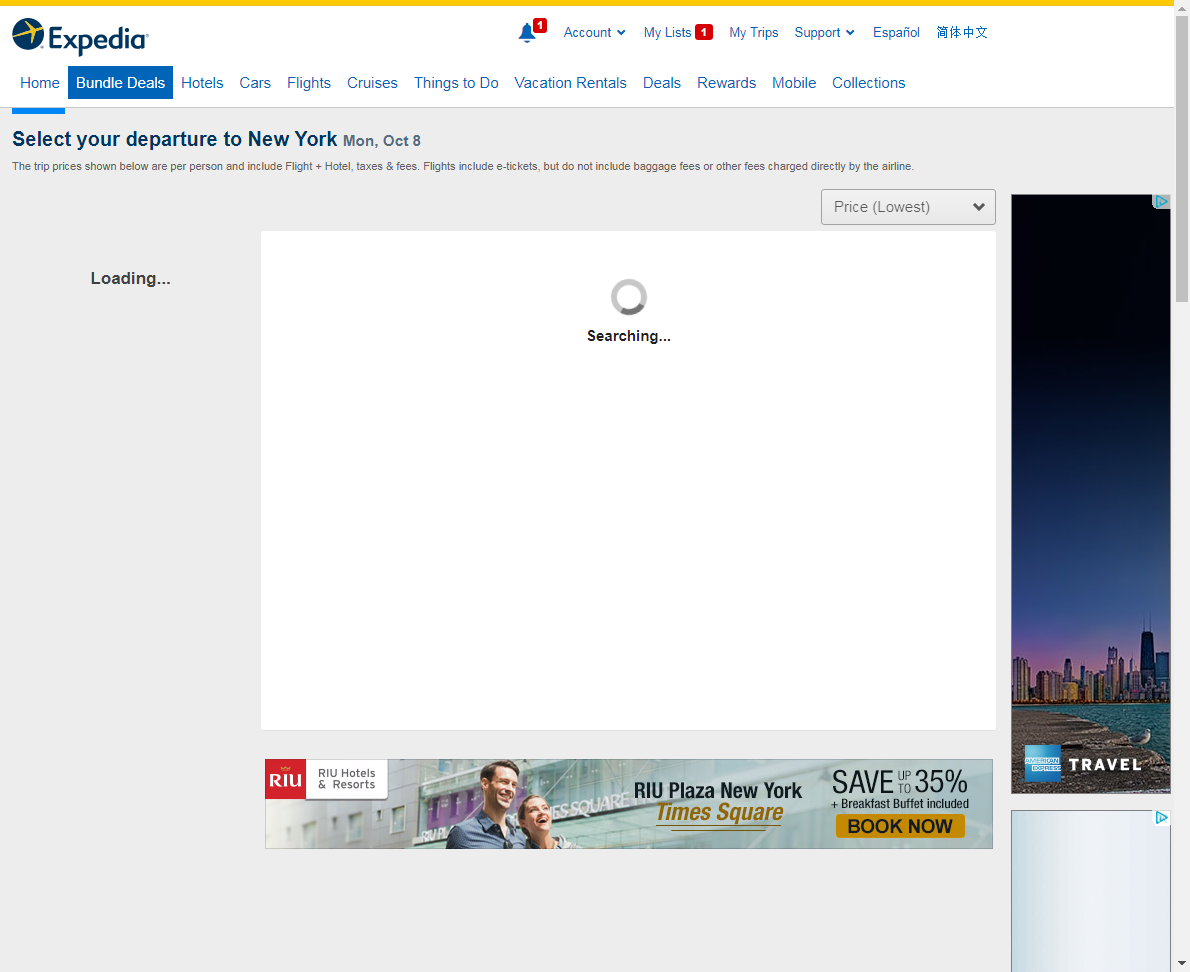 Expedia
1
Account
My Lists 1
My Trips
Support
Español
简体中文
Home
Bundle Deals
Hotels
Cars
Flights
Cruises
Things to Do
Vacation Rentals
Deals
Rewards
Mobile
Collections
Select your departure to New York Mon, Oct 8
The trip prices shown below are per person and include Flight + Hotel, taxes & fees. Flights include e-tickets, but do not include baggage fees or other fees charged directly by the airline.
Price (Lowest)
Loading...
Searching...
AMERICAN EXPRESS
TRAVEL
RIU
RIU Hotels
& Resorts
RIU PLAZA
ESS SQUARE
RIU Plaza New York
Times Square
SAVE UP TO 35%
+ Breakfast Buffet included
BOOK NOW